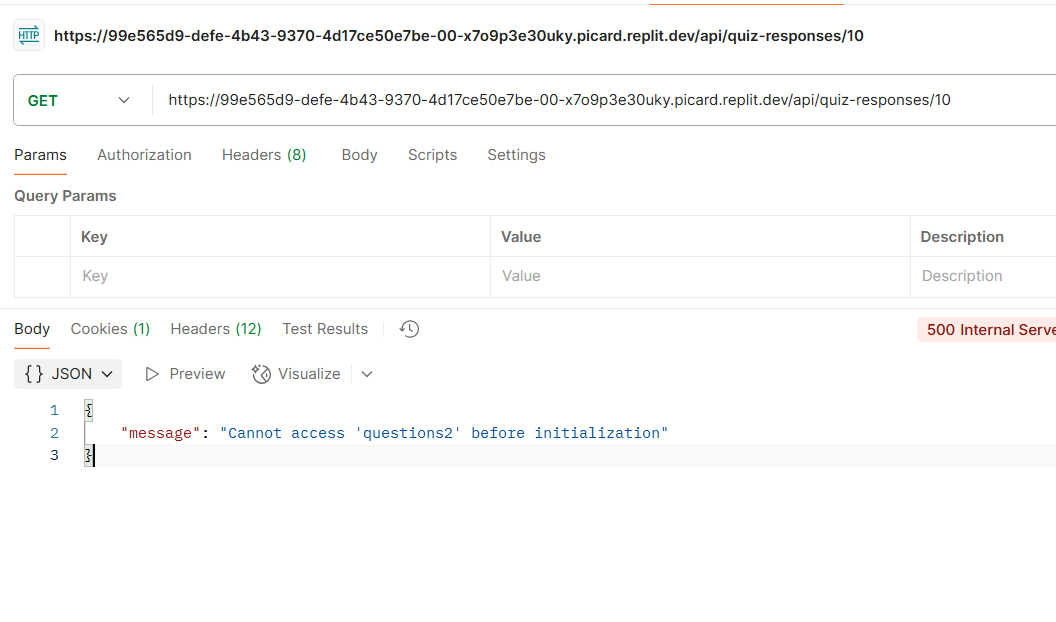 HTTP
https://99e565d9-defe-4b43-9370-4d17ce50e7be-00-x7o9p3e30uky.picard.replit.dev/api/quiz-responses/10
GET https://99e565d9-defe-4b43-9370-4d17ce50e7be-00-x7o9p3e30uky.picard.replit.dev/api/quiz-responses/10
Params Authorization Headers (8) Body Scripts Settings
Query Params
Key Value Description
Key Value Description
Body Cookies (1) Headers (12) Test Results 500 Internal Serve
{} JSON Preview Visualize
1 {
2 "message": "Cannot access 'questions2' before initialization"
3 }